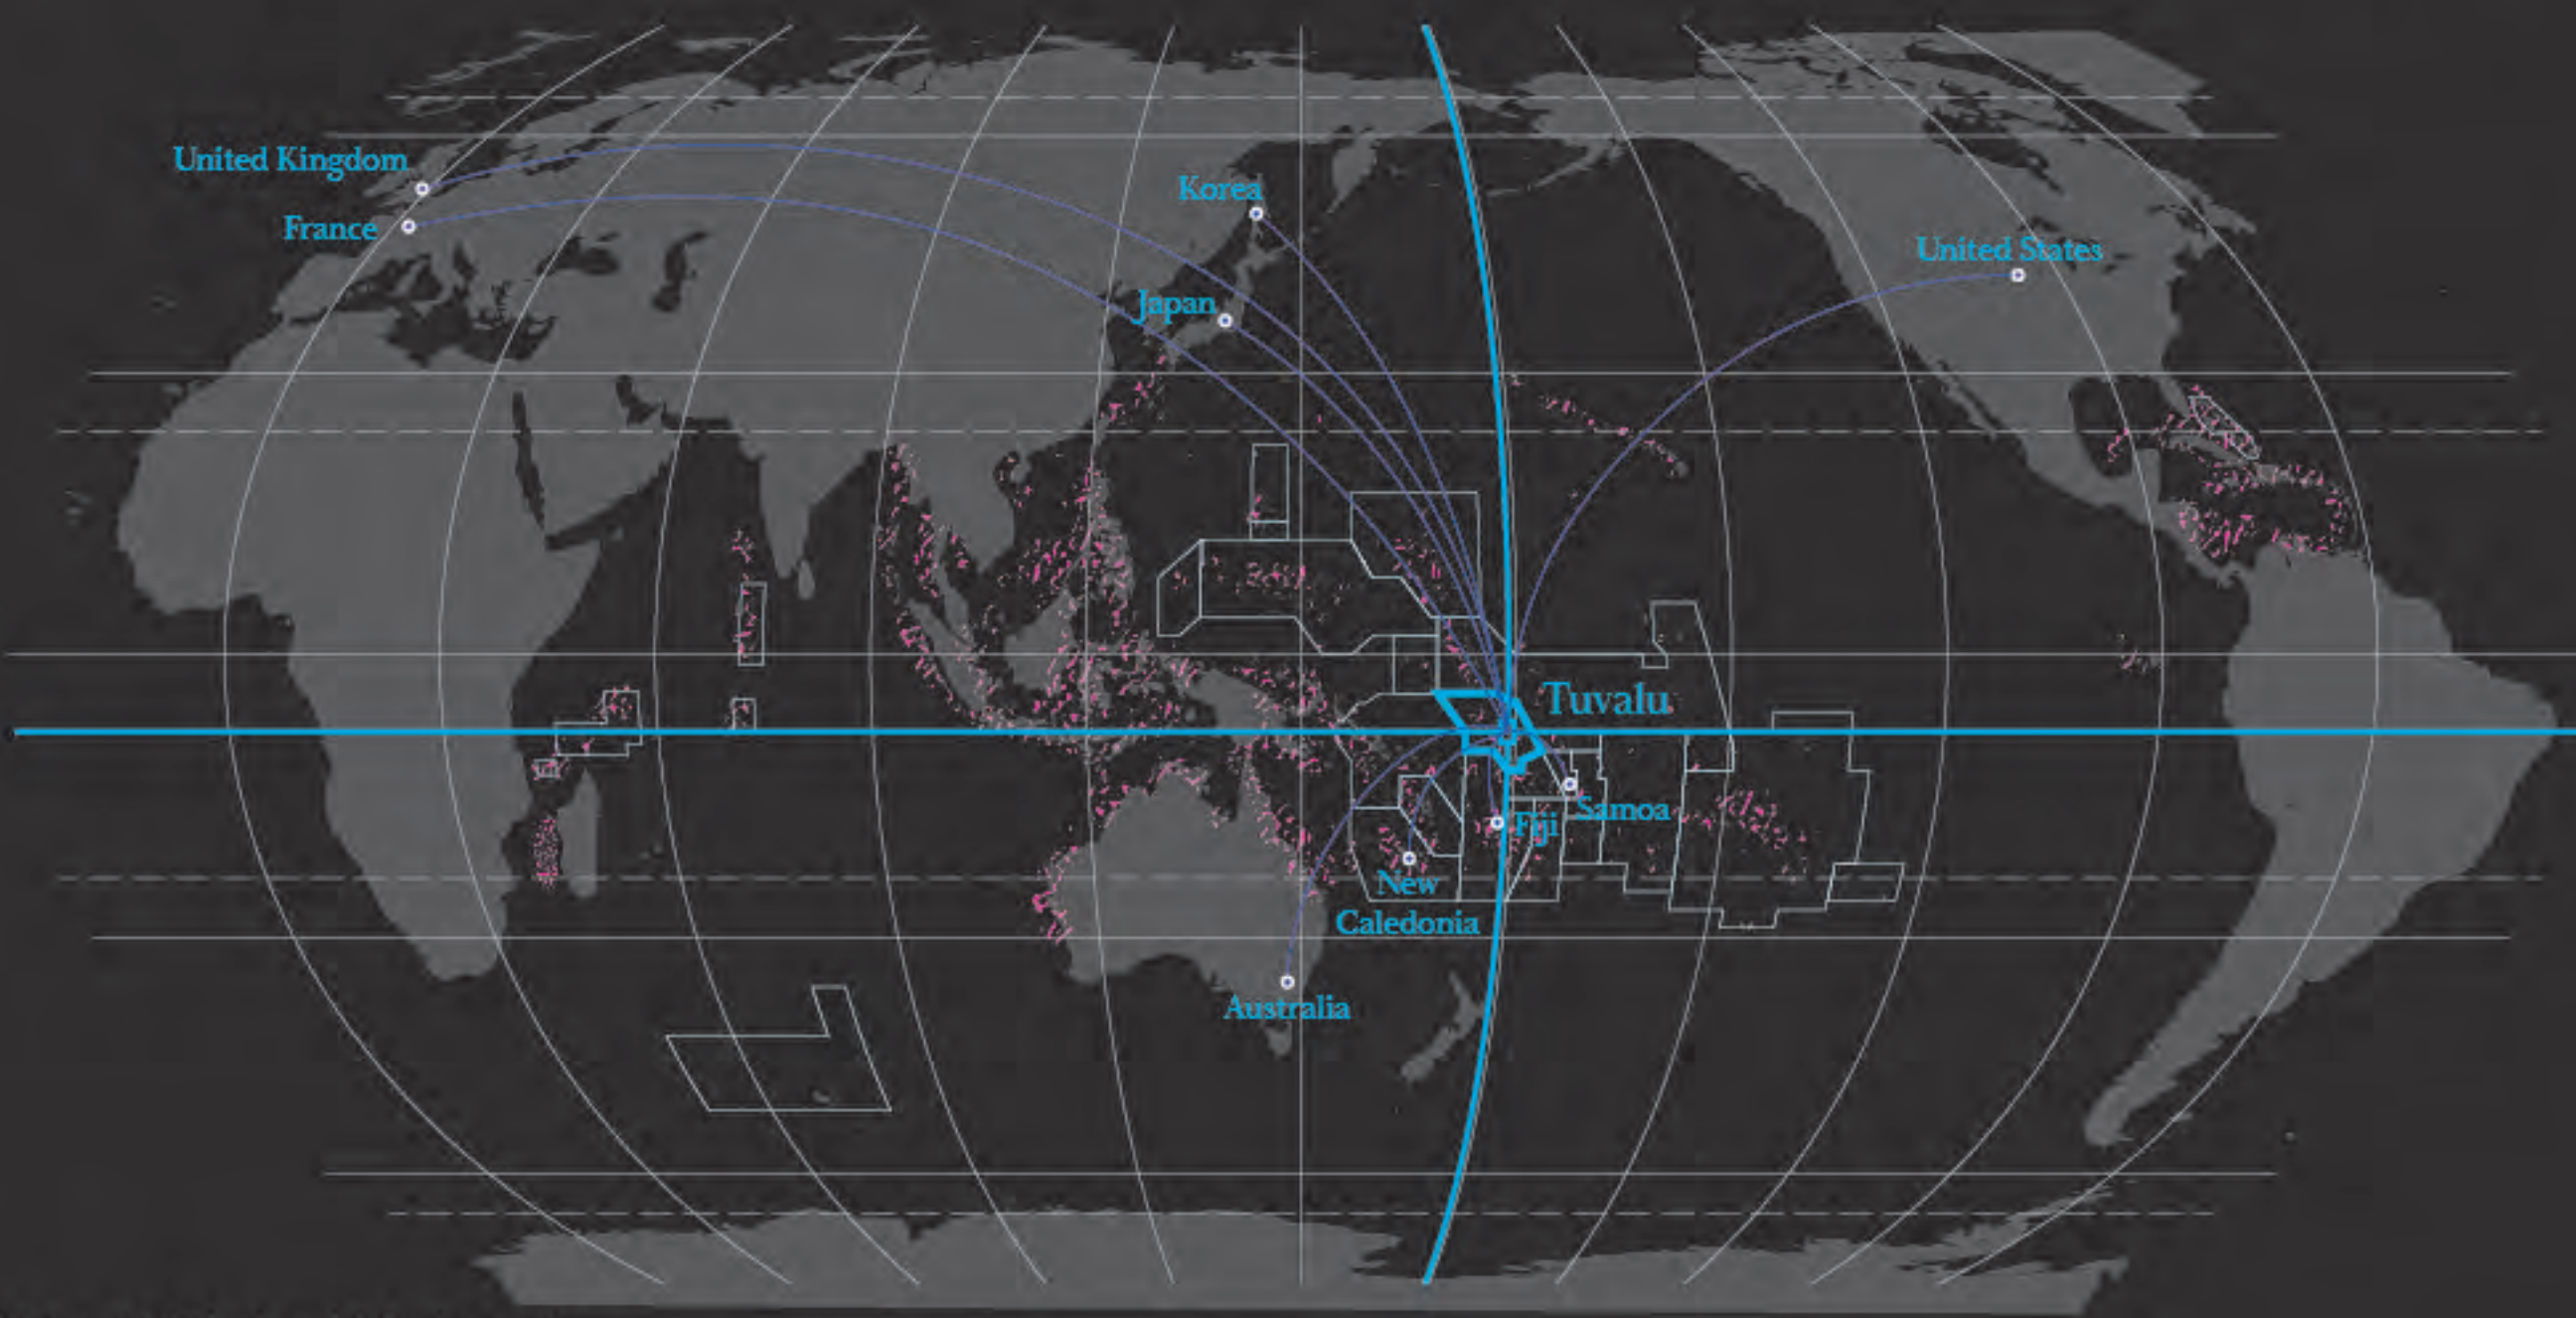 United Kingdom
Korea
France
United States
Japan
Tuvalu
Samoa
Fiji
New
Caledonia
Australia